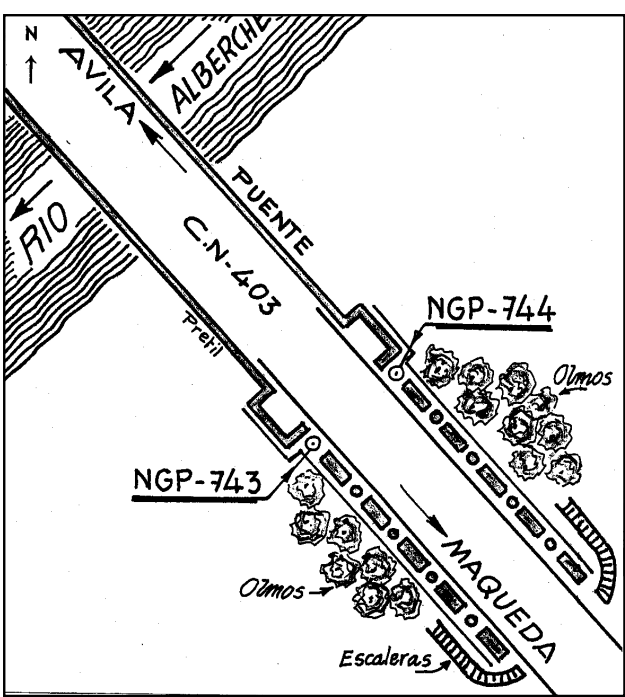 N
AVILA
ALBERCHE
RIO
PUENTE
C.N-403
Pretil
NGP-744
Olmos
NGP-743
MAQUEDA
Olmos
Escaleras